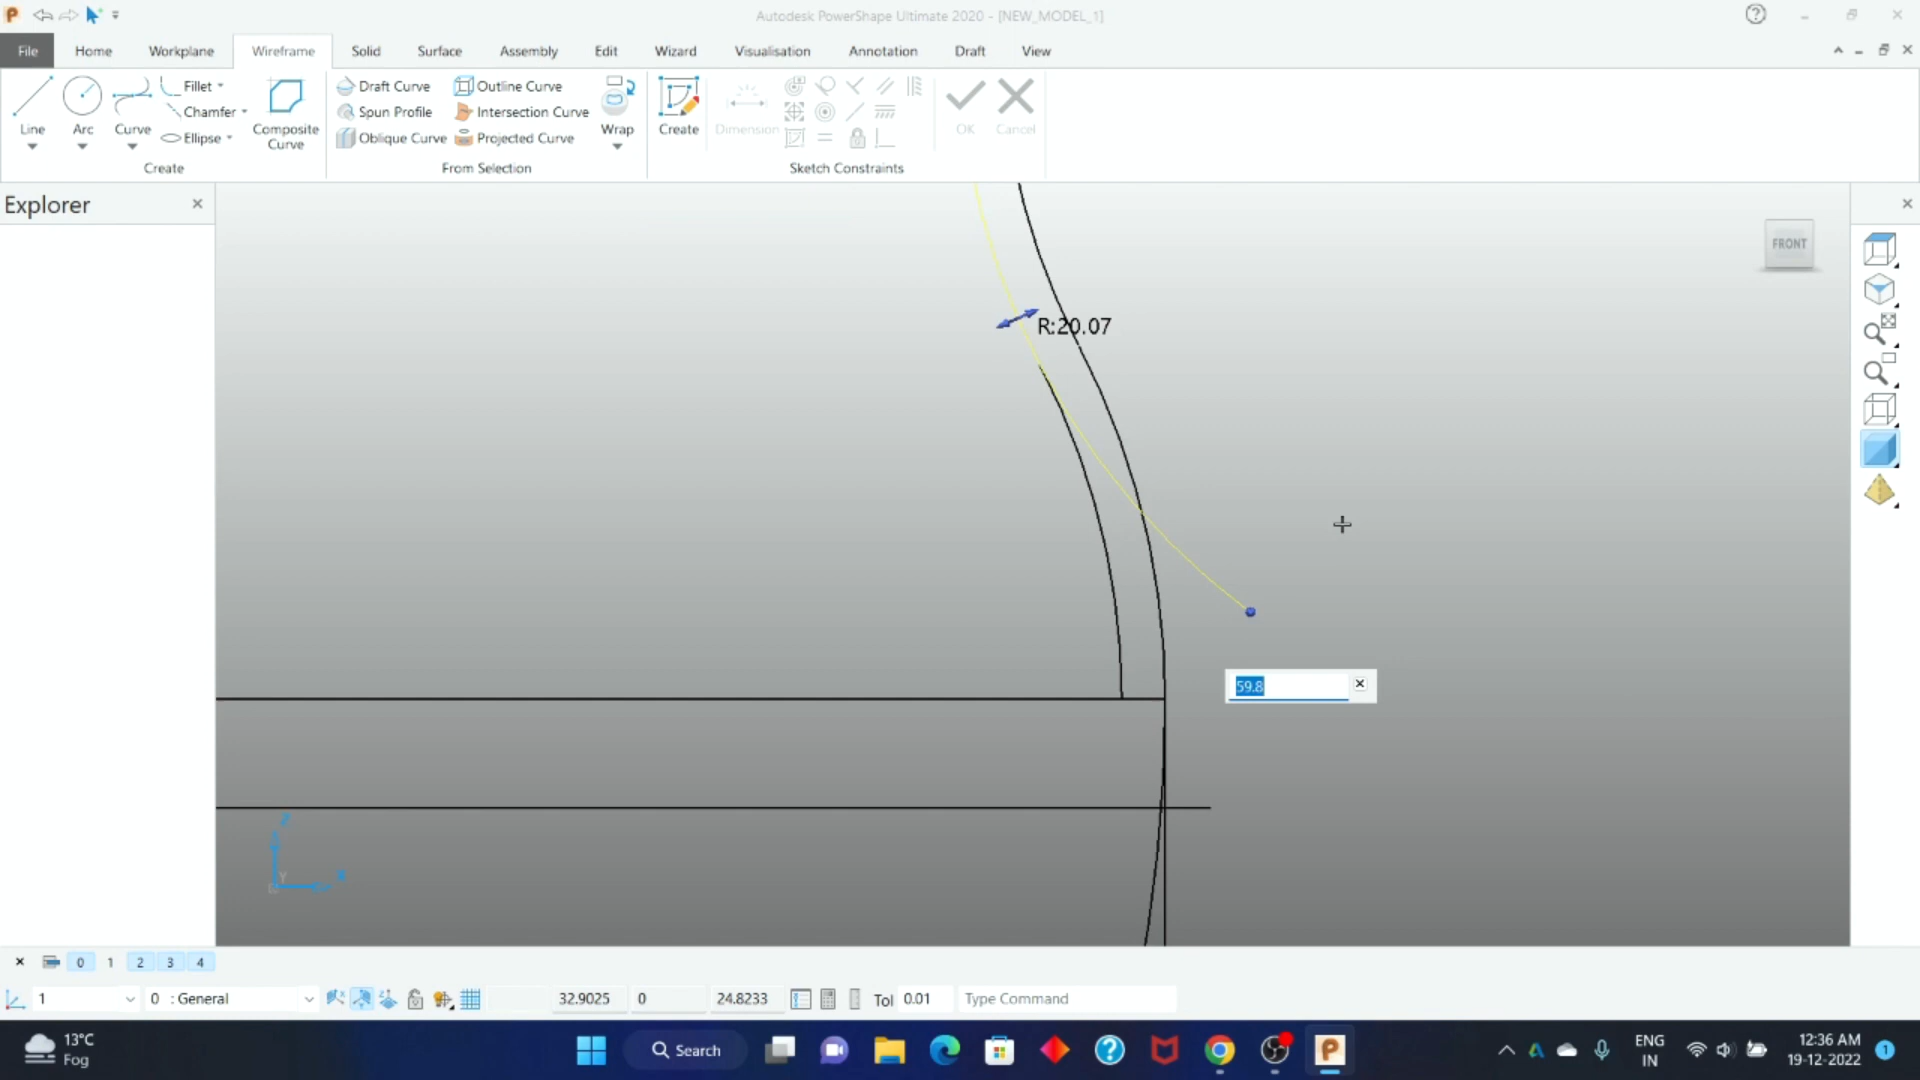 Autodesk PowerShape Ultimate 2020 - [NEW_MODEL_1]
File Home Workplane Wireframe Solid Surface Assembly Edit Wizard Visualisation Annotation Draft View
Fillet Draft Curve Outline Curve
Chamfer Spun Profile Intersection Curve
Line Arc Curve Ellipse Composite Curve Oblique Curve Projected Curve Wrap Create Dimension OK Cancel
Create From Selection Sketch Constraints
Explorer
FRONT
R:20.07
59.8
Z
Y X
0 1 2 3 4
1 0 : General 32.9025 0 24.8233 Tol 0.01 Type Command
13°C
Fog
Search
ENG
IN
12:36 AM
19-12-2022
1